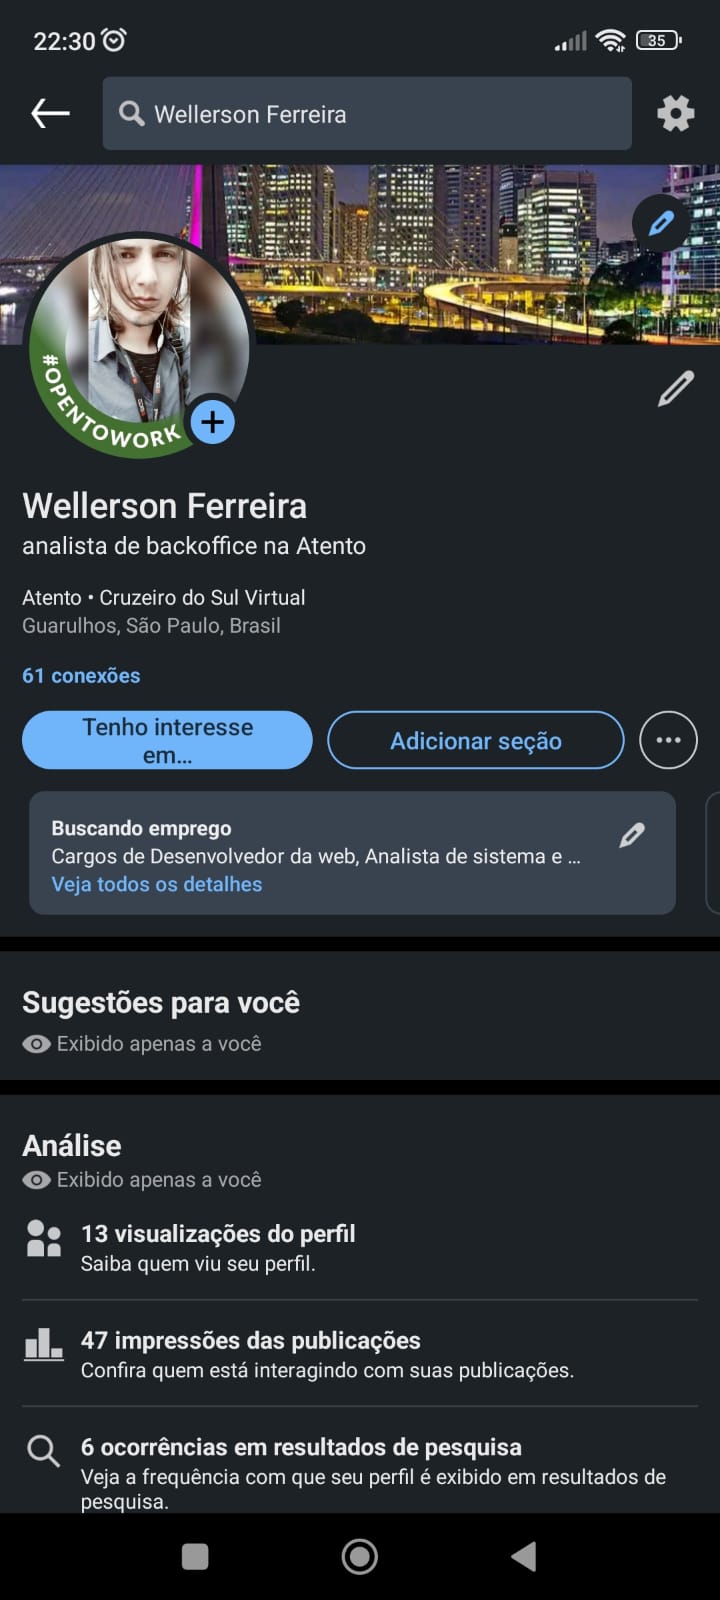 22:30
35
Wellerson Ferreira
#OPENTOWORK
Wellerson Ferreira
analista de backoffice na Atento
Atento • Cruzeiro do Sul Virtual
Guarulhos, São Paulo, Brasil
61 conexões
Tenho interesse
em...
Adicionar seção
Buscando emprego
Cargos de Desenvolvedor da web, Analista de sistema e ...
Veja todos os detalhes
Sugestões para você
Exibido apenas a você
Análise
Exibido apenas a você
13 visualizações do perfil
Saiba quem viu seu perfil.
47 impressões das publicações
Confira quem está interagindo com suas publicações.
6 ocorrências em resultados de pesquisa
Veja a frequência com que seu perfil é exibido em resultados de
pesquisa.